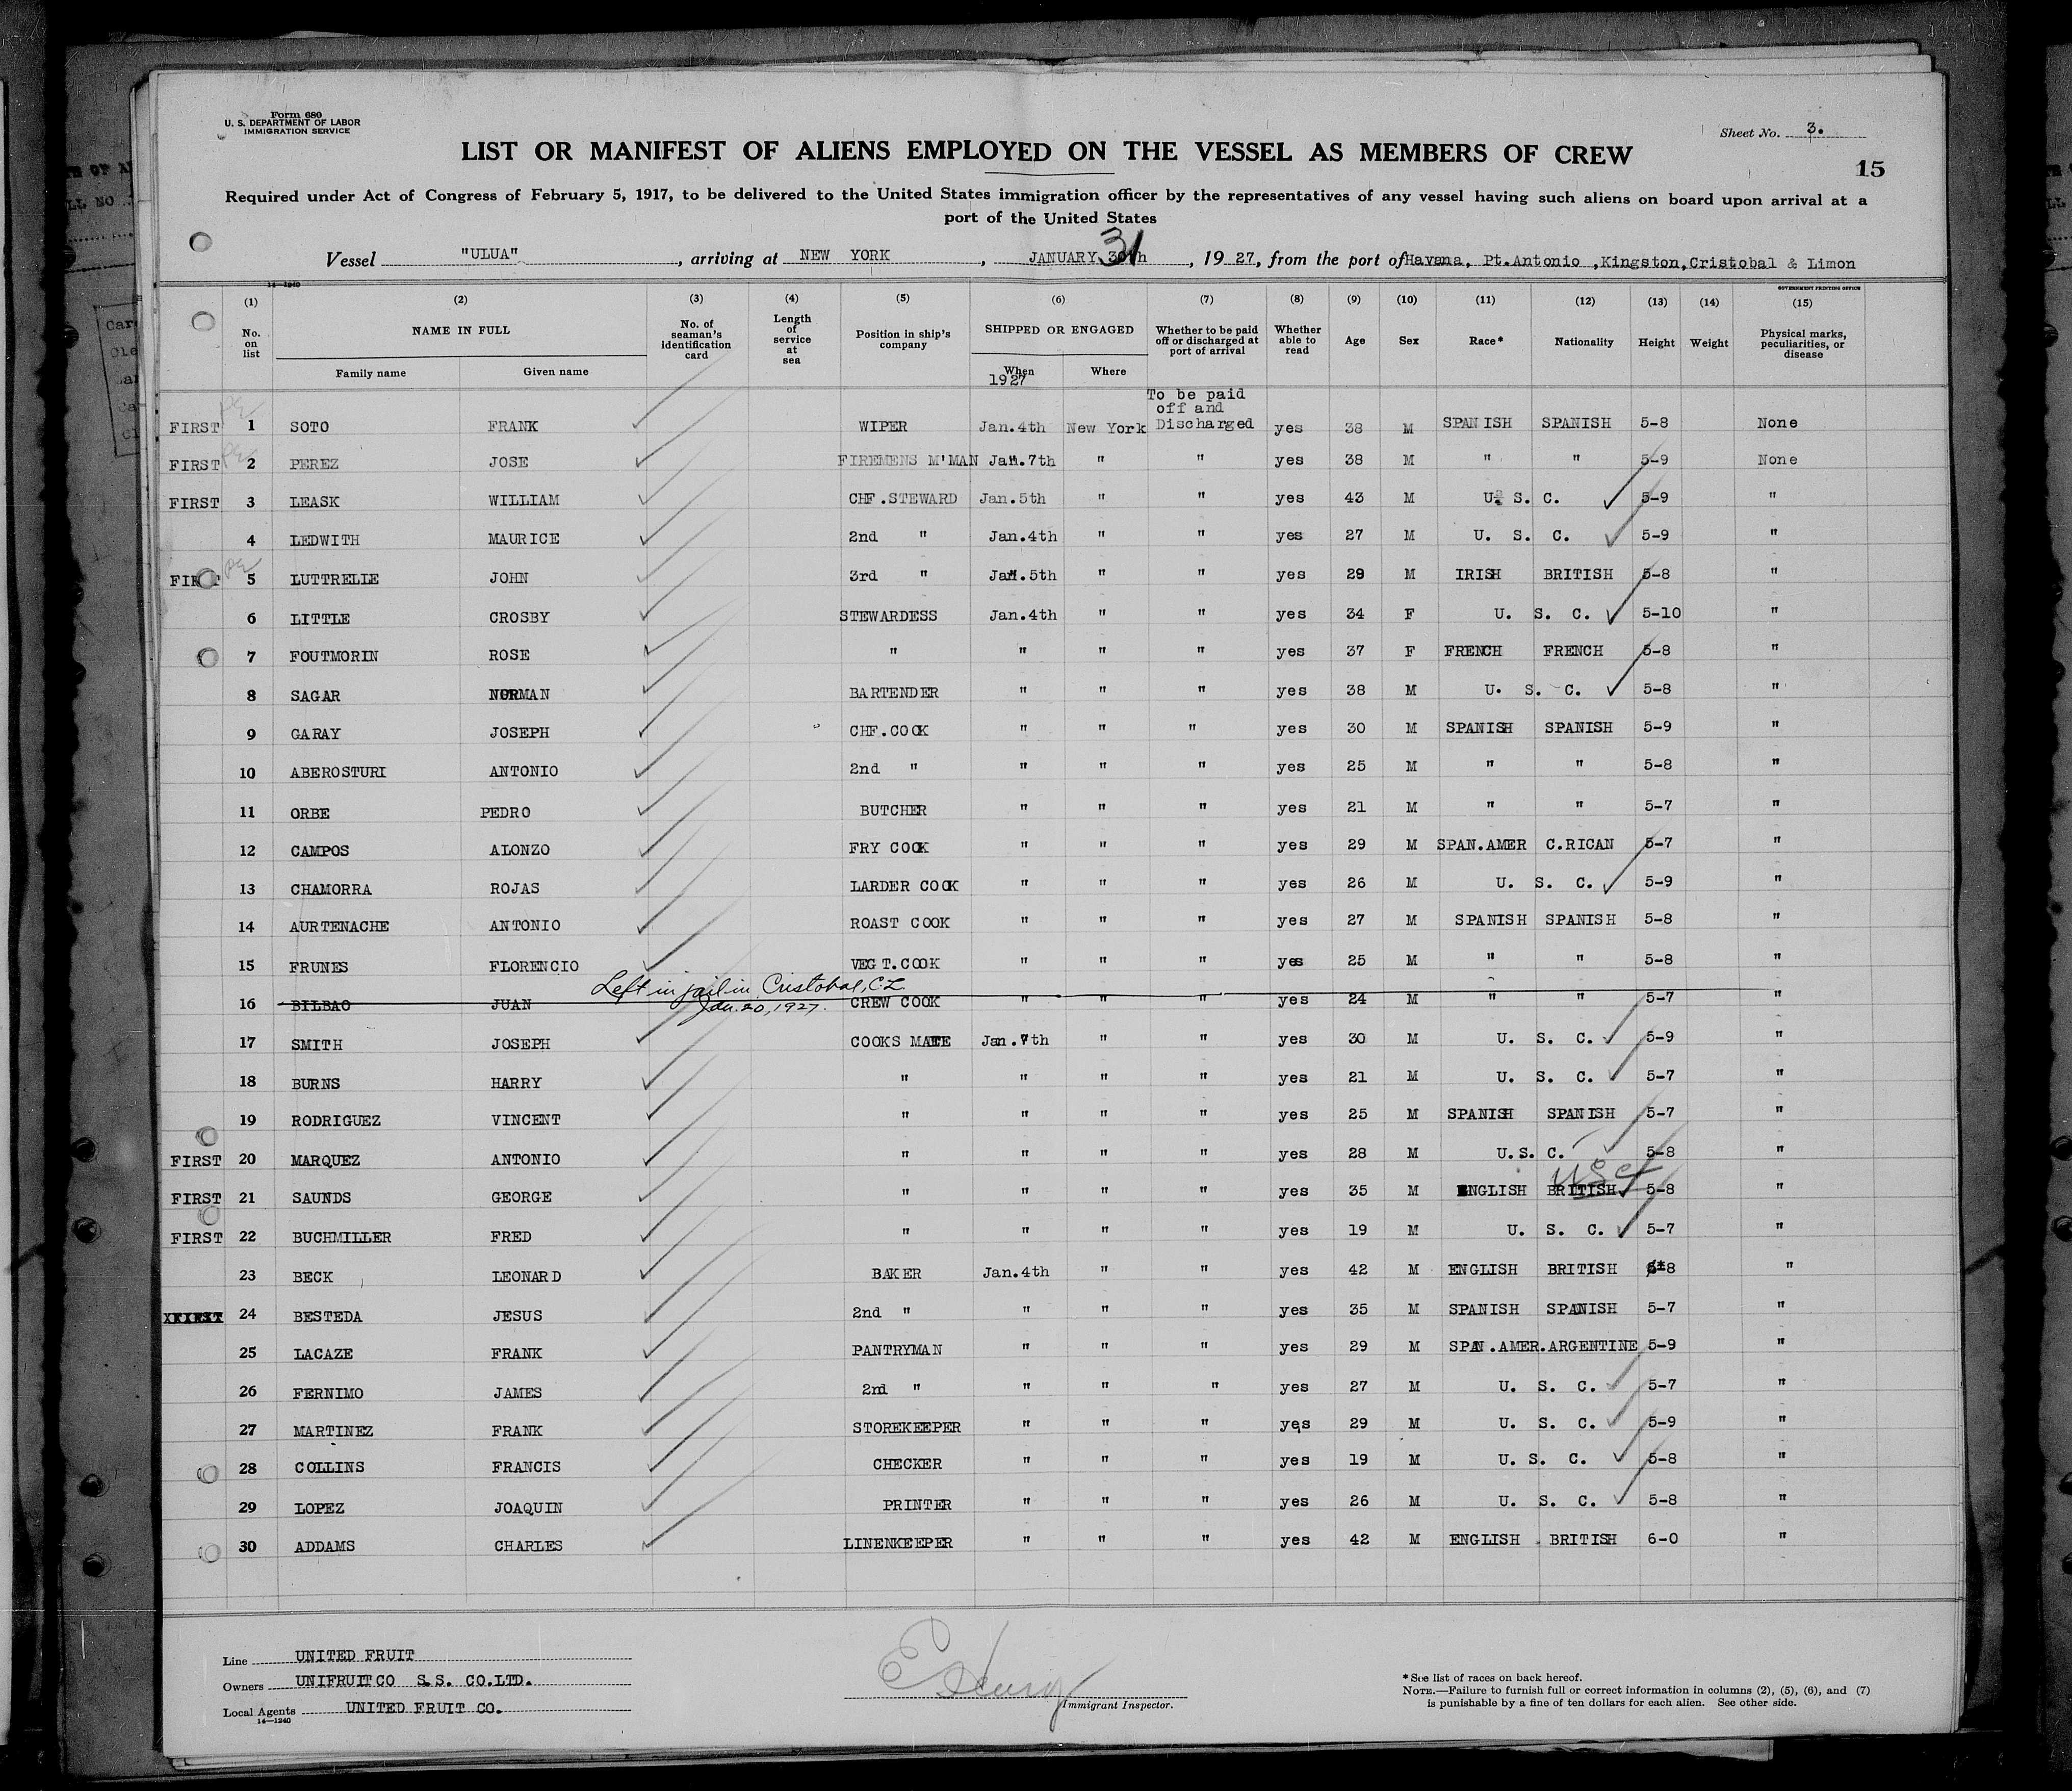 Form 680
U. S. DEPARTMENT OF LABOR
IMMIGRATION SERVICE
Sheet No. 3.
LIST OR MANIFEST OF ALIENS EMPLOYED ON THE VESSEL AS MEMBERS OF CREW
15
Required under Act of Congress of February 5, 1917, to be delivered to the United States immigration officer by the representatives of any vessel having such aliens on board upon arrival at a
port of the United States
Vessel "ULUA", arriving at NEW YORK, JANUARY 31, 1927, from the port of Havana, Pt.Antonio ,Kingston,Cristobal & Limon
14-1240
GOVERNMENT PRINTING OFFICE
(1) (2) (3) (4) (5) (6) (7) (8) (9) (10) (11) (12) (13) (14) (15)
No. on list NAME IN FULL Family name Given name No. of seaman's identification card Length of service at sea Position in ship's company SHIPPED OR ENGAGED When Where Whether to be paid off or discharged at port of arrival Whether able to read Age Sex Race* Nationality Height Weight Physical marks, peculiarities, or disease
1927
To be paid
off and
FIRST 1 SOTO FRANK WIPER Jan.4th New York Discharged yes 38 M SPANISH SPANISH 5-8 None
FIRST 2 PEREZ JOSE FIREMENS M'MAN Jan.7th " " yes 38 M " " 5-9 None
FIRST 3 LEASK WILLIAM CHF.STEWARD Jan.5th " " yes 43 M U. S. C. 5-9 "
4 LEDWITH MAURICE 2nd " Jan.4th " " yes 27 M U. S. C. 5-9 "
FIRST 5 LUTTRELLE JOHN 3rd " Jan.5th " " yes 29 M IRISH BRITISH 5-8 "
6 LITTLE CROSBY STEWARDESS Jan.4th " " yes 34 F U. S. C. 5-10 "
7 FOUTMORIN ROSE " " " " yes 37 F FRENCH FRENCH 5-8 "
8 SAGAR NORMAN BARTENDER " " " yes 38 M U. S. C. 5-8 "
9 GARAY JOSEPH CHF.COOK " " " yes 30 M SPANISH SPANISH 5-9 "
10 ABEROSTURI ANTONIO 2nd " " " " yes 25 M " " 5-8 "
11 ORBE PEDRO BUTCHER " " " yes 21 M " " 5-7 "
12 CAMPOS ALONZO FRY COOK " " " yes 29 M SPAN.AMER C.RICAN 5-7 "
13 CHAMORRA ROJAS LARDER COOK " " " yes 26 M U. S. C. 5-9 "
14 AURTENACHE ANTONIO ROAST COOK " " " yes 27 M SPANISH SPANISH 5-8 "
15 FRUNES FLORENCIO VEGT.COOK " " " yes 25 M " " 5-8 "
Left in jail in Cristobal, CZ
16 BILBAO JUAN Jan. 20, 1927. CREW COOK " " " yes 24 M " " 5-7 "
17 SMITH JOSEPH COOKS MATE Jan.7th " " yes 30 M U. S. C. 5-9 "
18 BURNS HARRY " " " " yes 21 M U. S. C. 5-7 "
19 RODRIGUEZ VINCENT " " " " yes 25 M SPANISH SPANISH 5-7 "
FIRST 20 MARQUEZ ANTONIO " " " " yes 28 M U.S. C. 5-8 "
USC
FIRST 21 SAUNDS GEORGE " " " " yes 35 M ENGLISH BRITISH 5-8 "
FIRST 22 BUCHMILLER FRED " " " " yes 19 M U. S. C. 5-7 "
23 BECK LEONARD BAKER Jan.4th " " yes 42 M ENGLISH BRITISH 8 "
24 BESTEDA JESUS 2nd " " " " yes 35 M SPANISH SPANISH 5-7 "
25 LACAZE FRANK PANTRYMAN " " " yes 29 M SPAN.AMER.ARGENTINE 5-9 "
26 FERNIMO JAMES 2nd " " " " yes 27 M U. S. C. 5-7 "
27 MARTINEZ FRANK STOREKEEPER " " " yes 29 M U. S. C. 5-9 "
28 COLLINS FRANCIS CHECKER " " " yes 19 M U. S. C. 5-8 "
29 LOPEZ JOAQUIN PRINTER " " " yes 26 M U. S. C. 5-8 "
30 ADDAMS CHARLES LINENKEEPER " " " yes 42 M ENGLISH BRITISH 6-0 "
Line UNITED FRUIT
Owners UNIFRUITCO S.S. CO.LTD.
Local Agents UNITED FRUIT CO.
14-1240
Immigrant Inspector.
*See list of races on back hereof.
NOTE.—Failure to furnish full or correct information in columns (2), (5), (6), and (7)
is punishable by a fine of ten dollars for each alien. See other side.